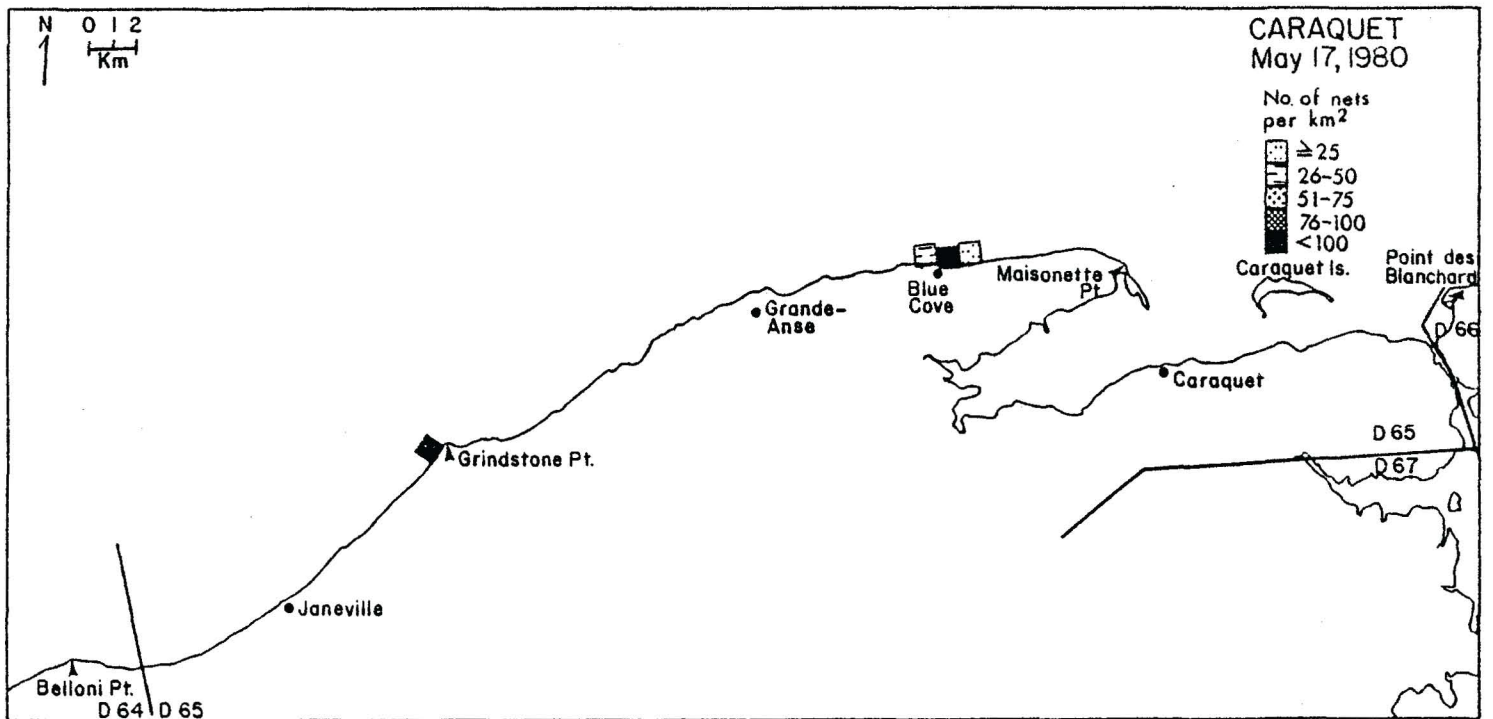 N
0 1 2
Km
CARAQUET
May 17, 1980
No. of nets
per km²
≧25
26-50
51-75
76-100
<100
Caraquet Is.
Point des
Blanchard
Maisonette
Pt.
Blue
Cove
Grande-
Anse
D 66
Caraquet
D 65
D 67
Grindstone Pt.
Janeville
Belloni Pt.
D 64 D 65